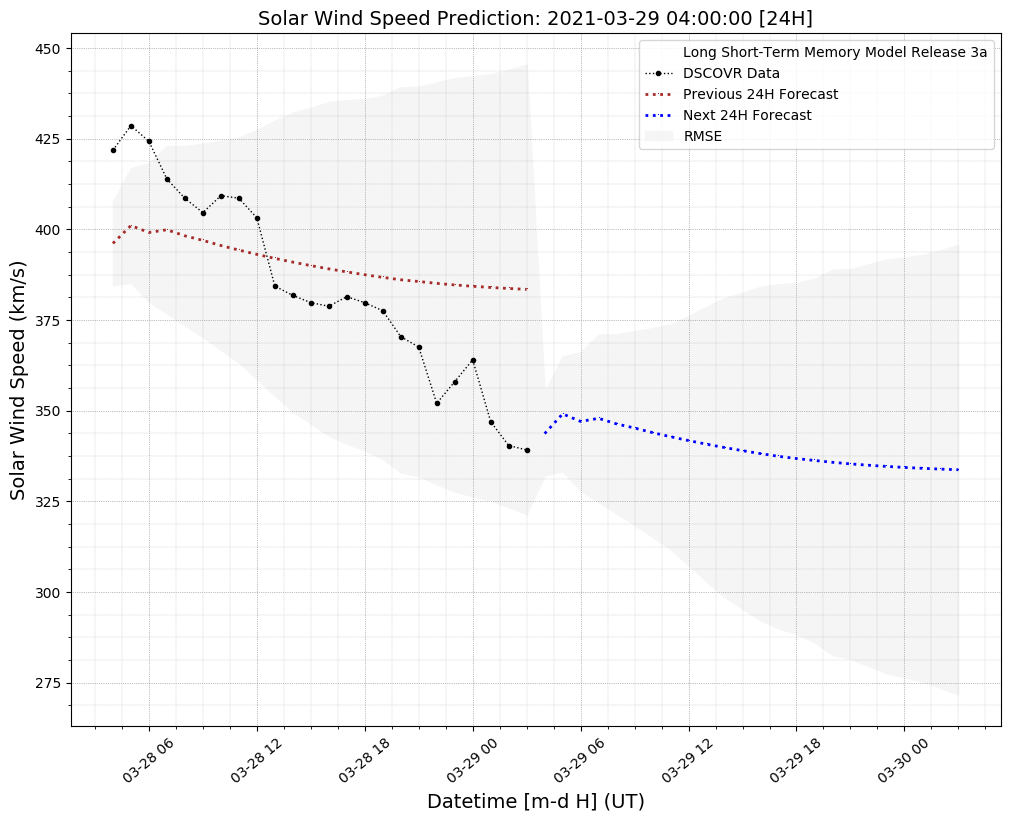 Solar Wind Speed Prediction: 2021-03-29 04:00:00 [24H]
Long Short-Term Memory Model Release 3a
DSCOVR Data
Previous 24H Forecast
Next 24H Forecast
RMSE
Solar Wind Speed (km/s)
450
425
400
375
350
325
300
275
03-28 06
03-28 12
03-28 18
03-29 00
03-29 06
03-29 12
03-29 18
03-30 00
Datetime [m-d H] (UT)